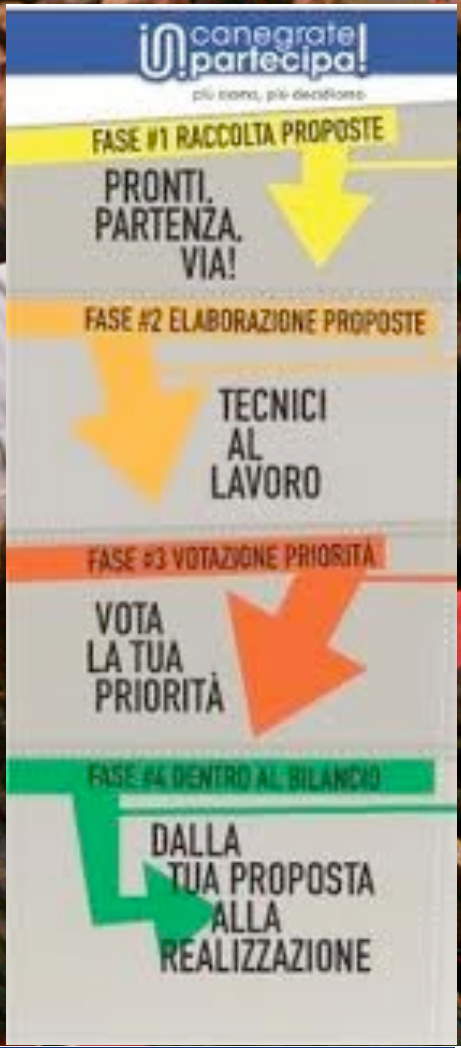 iN canegrate
partecipa!
più siamo, più decidiamo
FASE #1 RACCOLTA PROPOSTE
PRONTI,
PARTENZA,
VIA!
FASE #2 ELABORAZIONE PROPOSTE
TECNICI
AL
LAVORO
FASE #3 VOTAZIONE PRIORITÀ
VOTA
LA TUA
PRIORITÀ
FASE #4 DENTRO AL BILANCIO
DALLA
TUA PROPOSTA
ALLA
REALIZZAZIONE